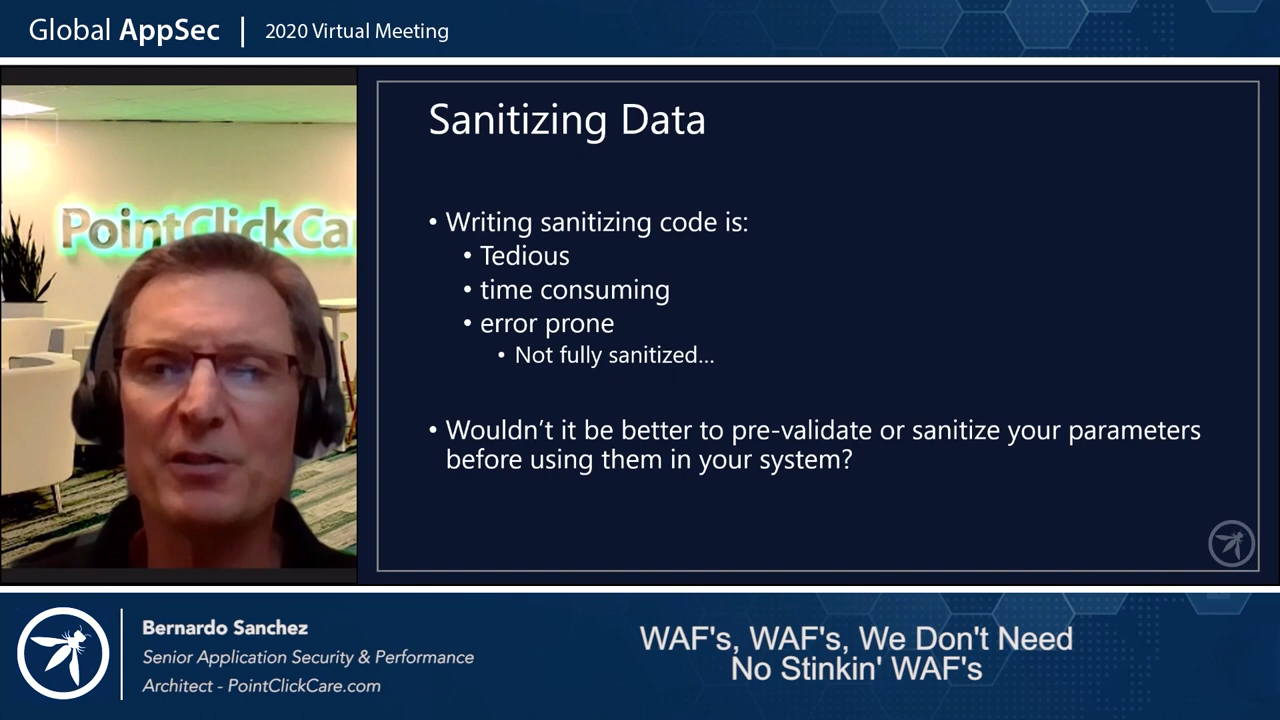 Global AppSec | 2020 Virtual Meeting
PointClickCa
Sanitizing Data
• Writing sanitizing code is:
• Tedious
• time consuming
• error prone
• Not fully sanitized...
• Wouldn't it be better to pre-validate or sanitize your parameters
before using them in your system?
Bernardo Sanchez
Senior Application Security & Performance
Architect - PointClickCare.com
WAF's, WAF's, We Don't Need
No Stinkin' WAF's